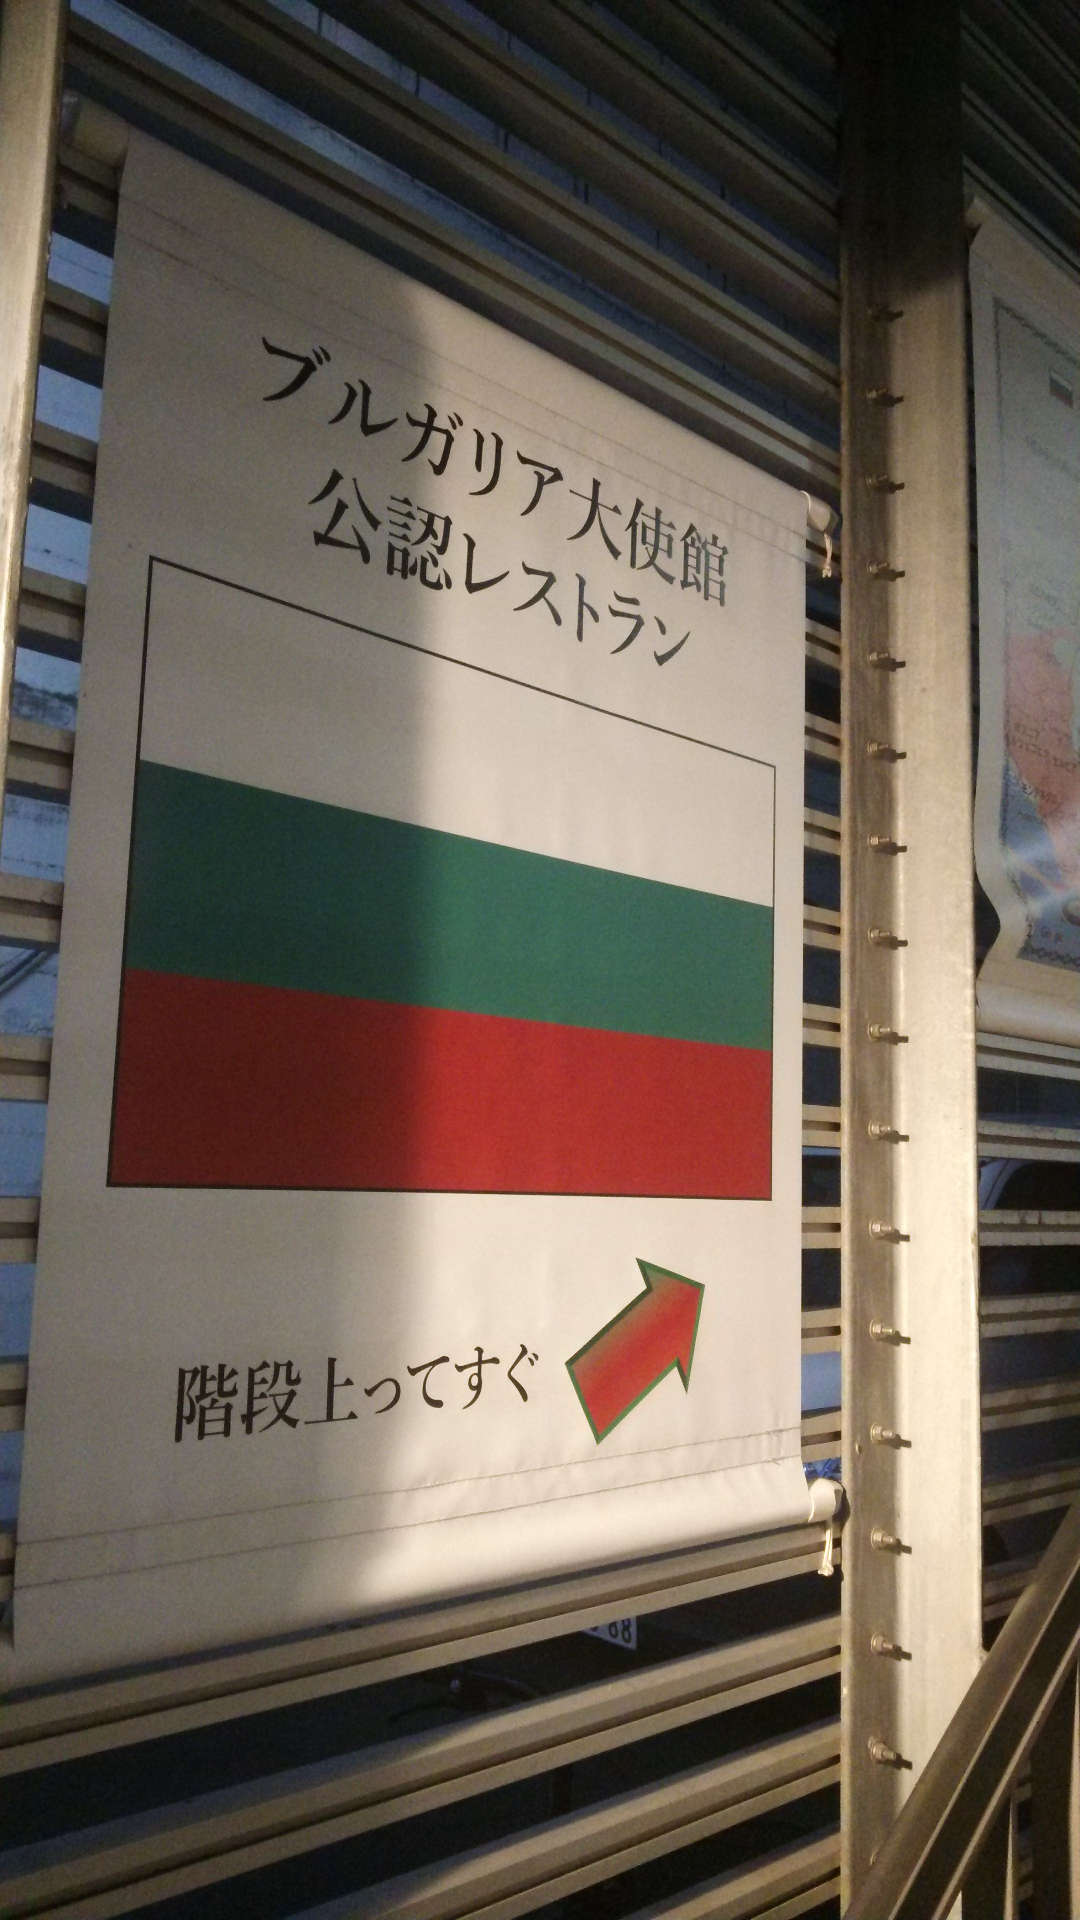 ブルガリア大使館
公認レストラン
階段上ってすぐ
88